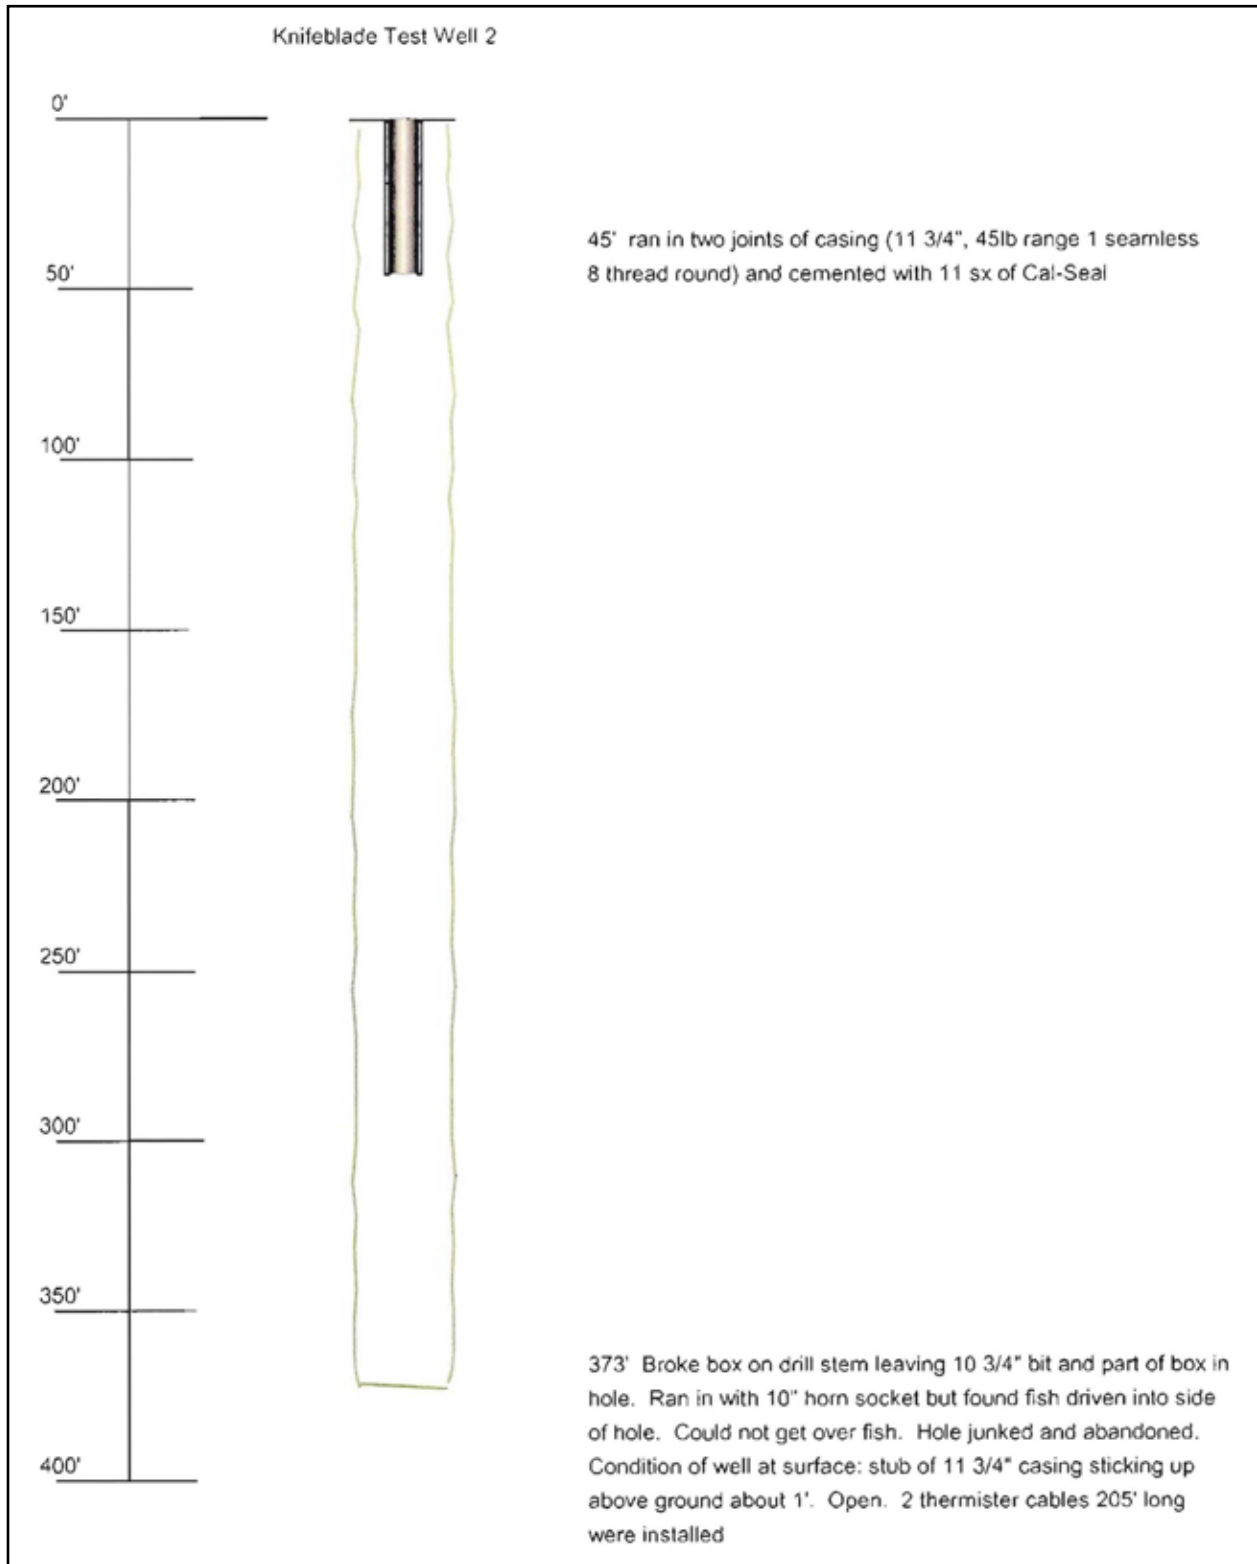 Knifeblade Test Well 2
0'
45' ran in two joints of casing (11 3/4", 45lb range 1 seamless
8 thread round) and cemented with 11 sx of Cal-Seal
50'
100'
150'
200'
250'
300'
350'
373' Broke box on drill stem leaving 10 3/4" bit and part of box in
hole. Ran in with 10" horn socket but found fish driven into side
of hole. Could not get over fish. Hole junked and abandoned.
Condition of well at surface: stub of 11 3/4" casing sticking up
above ground about 1'. Open. 2 thermister cables 205' long
were installed
400'